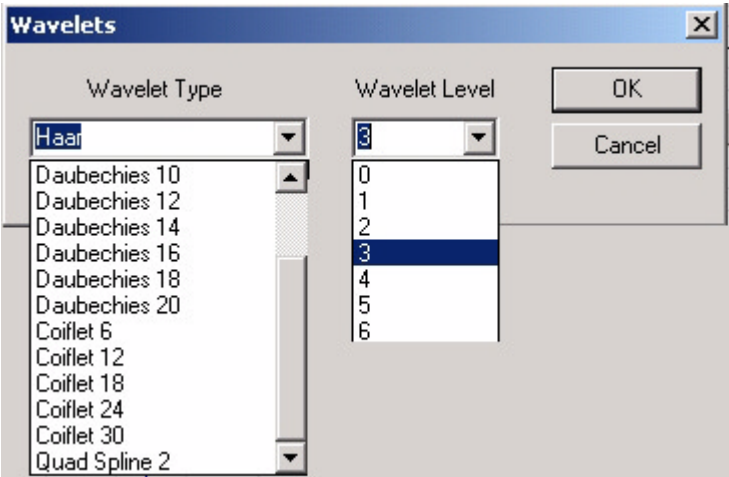 Wavelets
Wavelet Type
Wavelet Level
OK
Haar
3
Cancel
Daubechies 10
Daubechies 12
Daubechies 14
Daubechies 16
Daubechies 18
Daubechies 20
Coiflet 6
Coiflet 12
Coiflet 18
Coiflet 24
Coiflet 30
Quad Spline 2
0
1
2
3
4
5
6